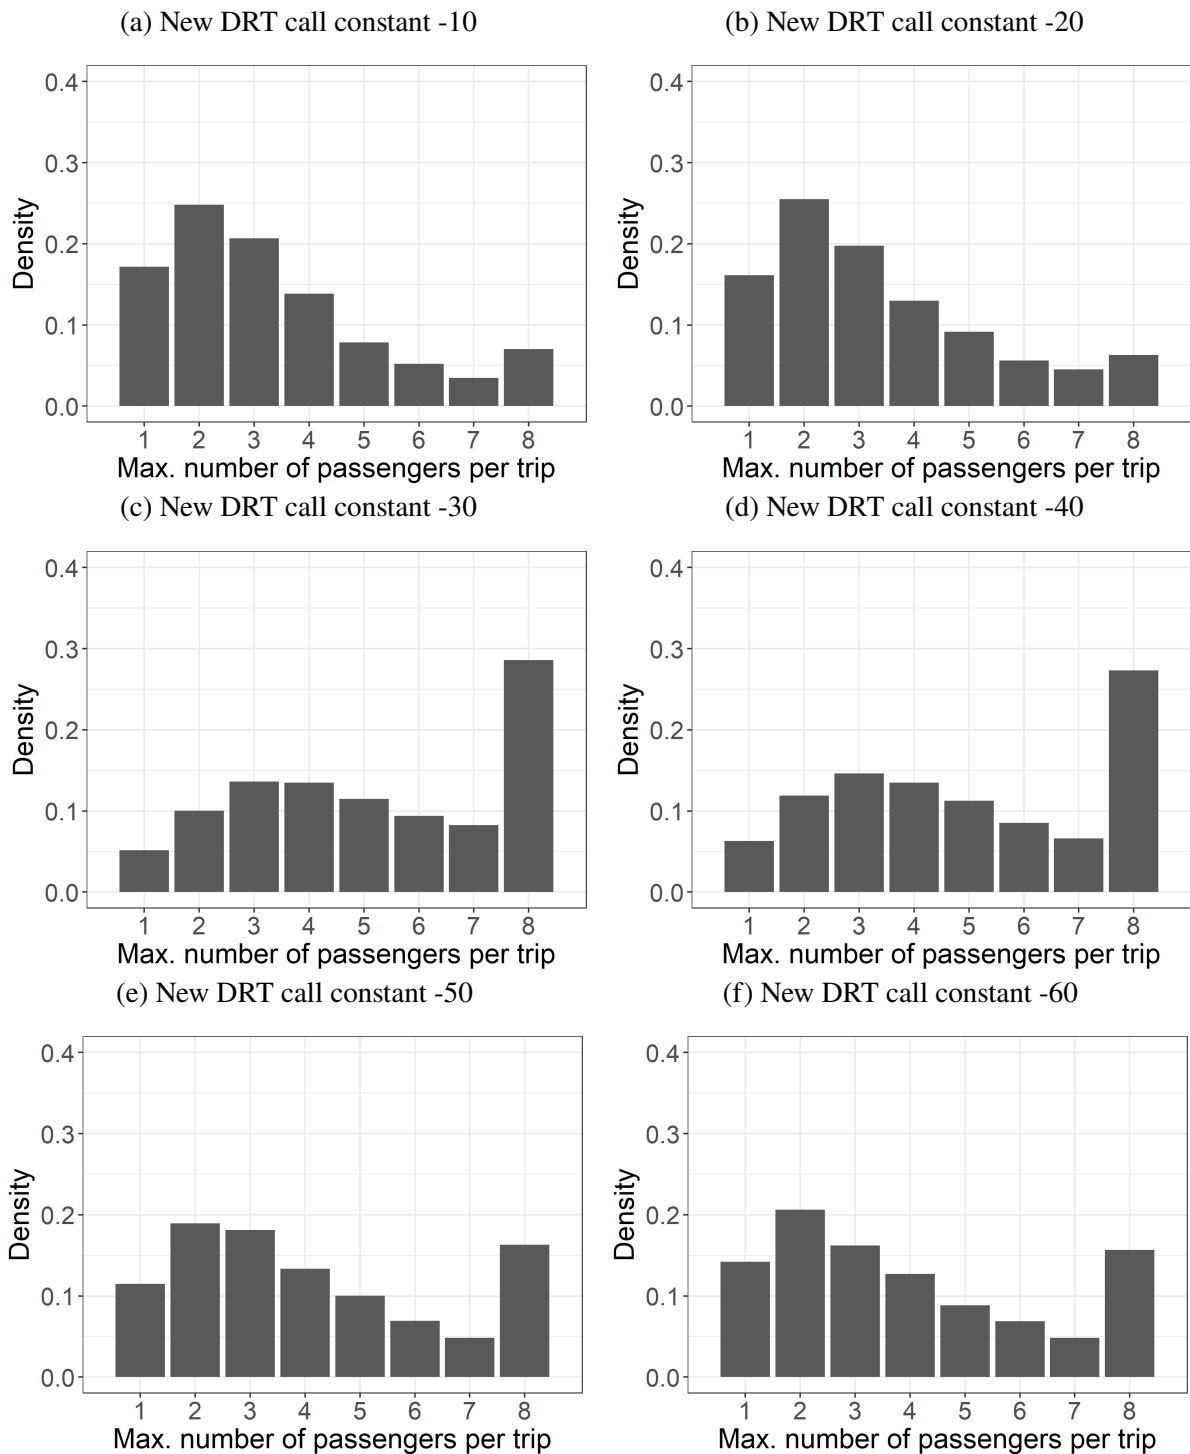 (a) New DRT call constant -10
(b) New DRT call constant -20
0.4
0.3
0.2
0.1
0.0
Density
1 2 3 4 5 6 7 8
Max. number of passengers per trip
0.4
0.3
0.2
0.1
0.0
Density
1 2 3 4 5 6 7 8
Max. number of passengers per trip
(c) New DRT call constant -30
(d) New DRT call constant -40
0.4
0.3
0.2
0.1
0.0
Density
1 2 3 4 5 6 7 8
Max. number of passengers per trip
0.4
0.3
0.2
0.1
0.0
Density
1 2 3 4 5 6 7 8
Max. number of passengers per trip
(e) New DRT call constant -50
(f) New DRT call constant -60
0.4
0.3
0.2
0.1
0.0
Density
1 2 3 4 5 6 7 8
Max. number of passengers per trip
0.4
0.3
0.2
0.1
0.0
Density
1 2 3 4 5 6 7 8
Max. number of passengers per trip